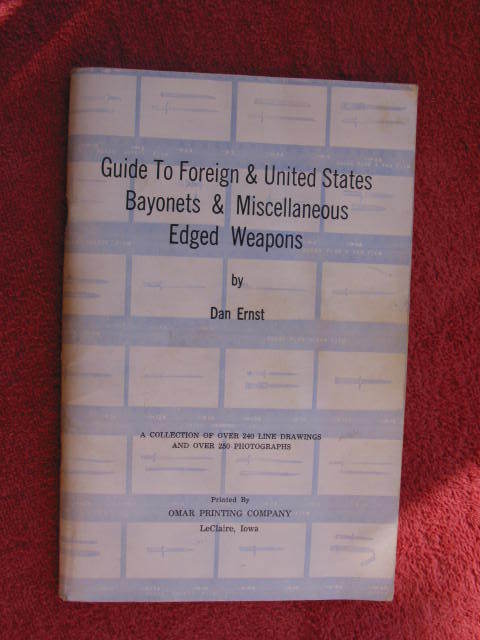 Guide To Foreign & United States
Bayonets & Miscellaneous
Edged Weapons
by
Dan Ernst
A COLLECTION OF OVER 240 LINE DRAWINGS
AND OVER 250 PHOTOGRAPHS
Printed By
OMAR PRINTING COMPANY
LeClaire, Iowa